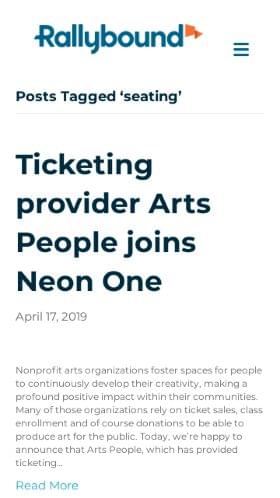 Rallybound
Posts Tagged ‘seating’
Ticketing
provider Arts
People joins
Neon One
April 17, 2019
Nonprofit arts organizations foster spaces for people
to continuously develop their creativity, making a
profound positive impact within their communities.
Many of those organizations rely on ticket sales, class
enrollment and of course donations to be able to
produce art for the public. Today, we’re happy to
announce that Arts People, which has provided
ticketing...
Read More